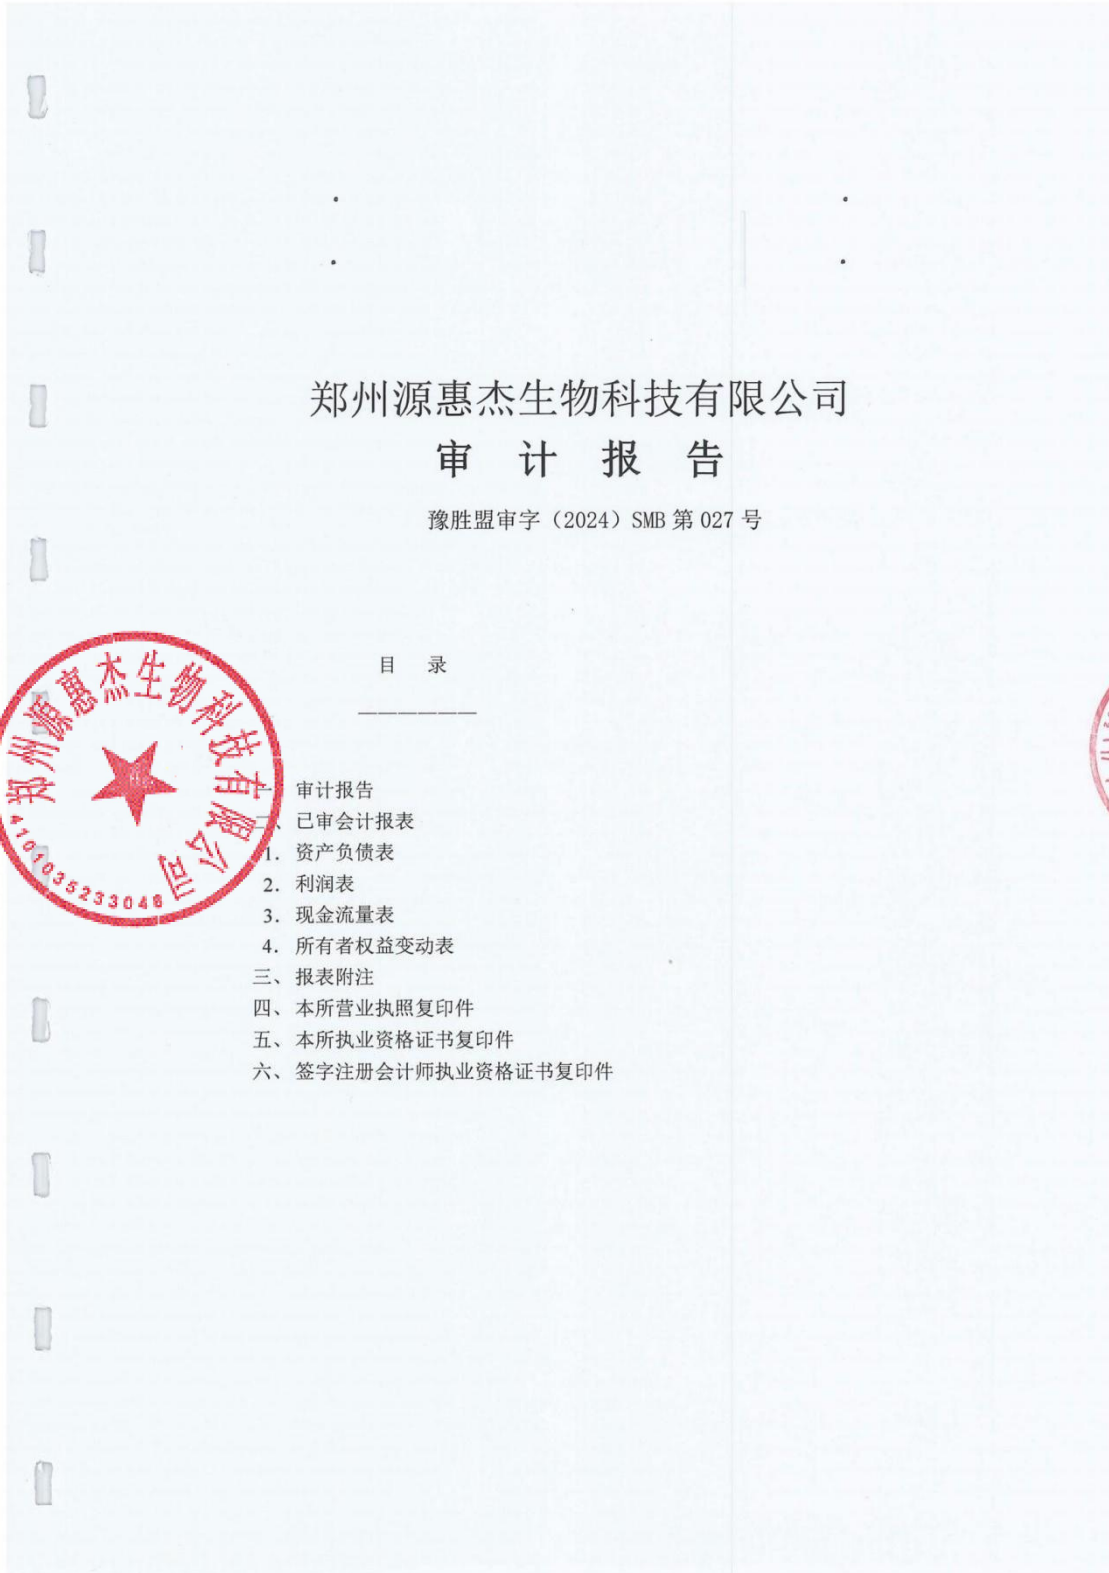 郑州源惠杰生物科技有限公司
审 计 报 告
豫胜盟审字（2024）SMB 第 027 号
目 录
——————
一、审计报告
二、已审会计报表
1. 资产负债表
2. 利润表
3. 现金流量表
4. 所有者权益变动表
三、报表附注
四、本所营业执照复印件
五、本所执业资格证书复印件
六、签字注册会计师执业资格证书复印件
郑州源惠杰生物科技有限公司
4101035233048